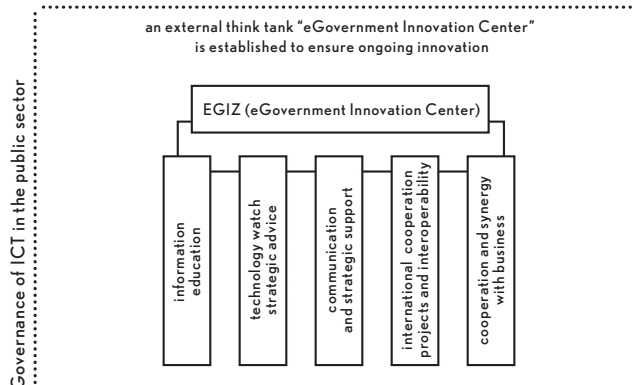 Governance of ICT in the public sector
an external think tank “eGovernment Innovation Center”
is established to ensure ongoing innovation
EGIZ (eGovernment Innovation Center)
information
education
technology watch
strategic advice
communication
and strategic support
international cooperation
projects and interoperability
cooperation and synergy
with business